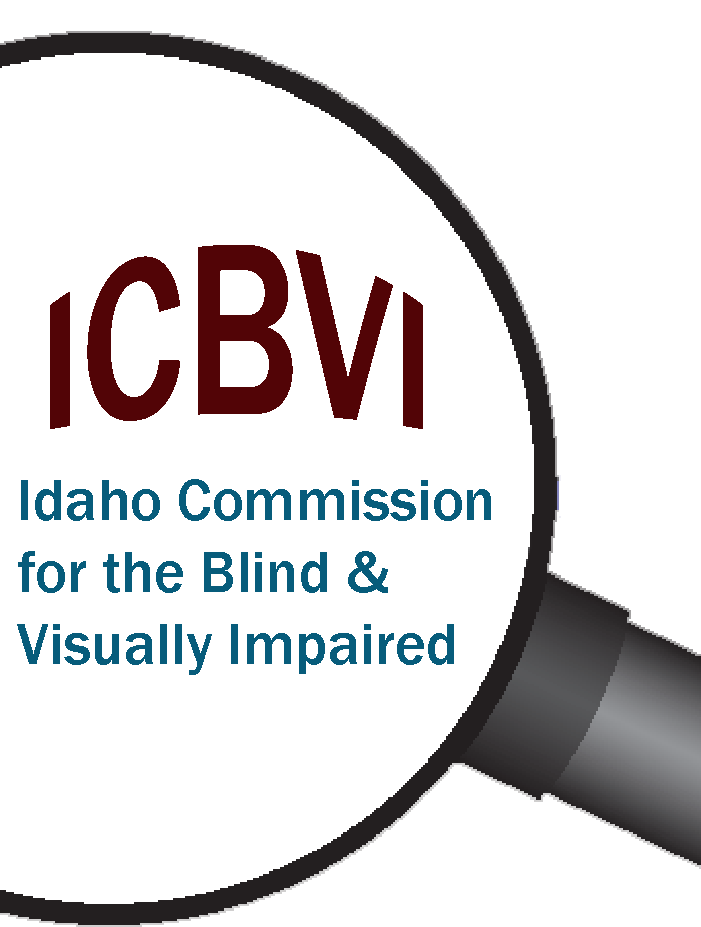 ICBVI
Idaho Commission
for the Blind &
Visually Impaired